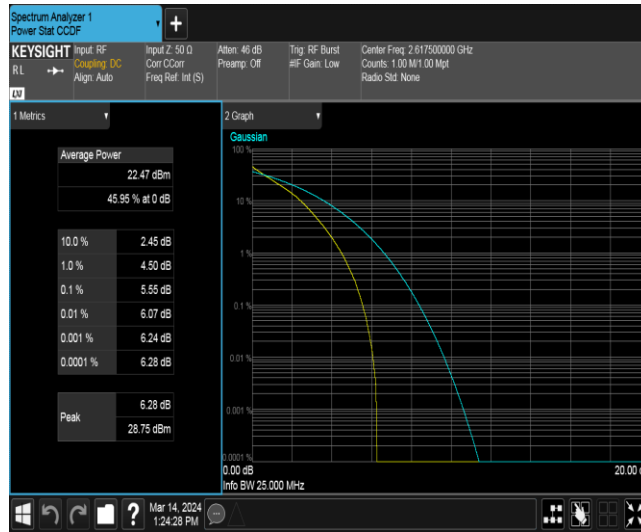 Spectrum Analyzer 1
Power Stat CCDF
KEYSIGHT
RL
LXI
Input: RF
Coupling: DC
Align: Auto
Input Z: 50 Ω
Corr CCorr
Freq Ref: Int (S)
Atten: 46 dB
Preamp: Off
Trig: RF Burst
#IF Gain: Low
Center Freq: 2.617500000 GHz
Counts: 1.00 M/1.00 Mpt
Radio Std: None
1 Metrics
Average Power
22.47 dBm
45.95 % at 0 dB
10.0 % 2.45 dB
1.0 % 4.50 dB
0.1 % 5.55 dB
0.01 % 6.07 dB
0.001 % 6.24 dB
0.0001 % 6.28 dB
Peak
6.28 dB
28.75 dBm
2 Graph
Gaussian
100 %
10 %
1 %
0.1 %
0.01 %
0.001 %
0.0001 %
0.00 dB
20.00
Info BW 25.000 MHz
?
Mar 14, 2024
1:24:28 PM